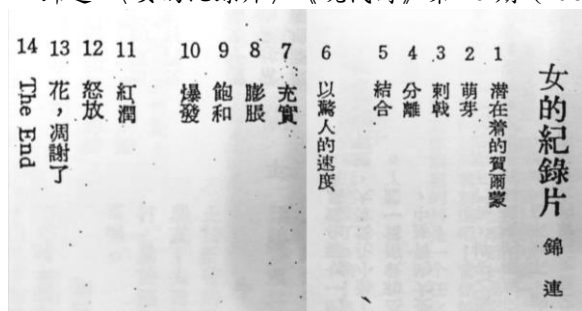 女的紀錄片 錦連
1 潜在着的賀爾蒙
2 萌芽
3 刺戟
4 分離
5 結合
6 以驚人的速度
7 充實
8 膨脹
9 飽和
10 爆發
11 紅潤
12 怒放
13 花，凋謝了
14 The End